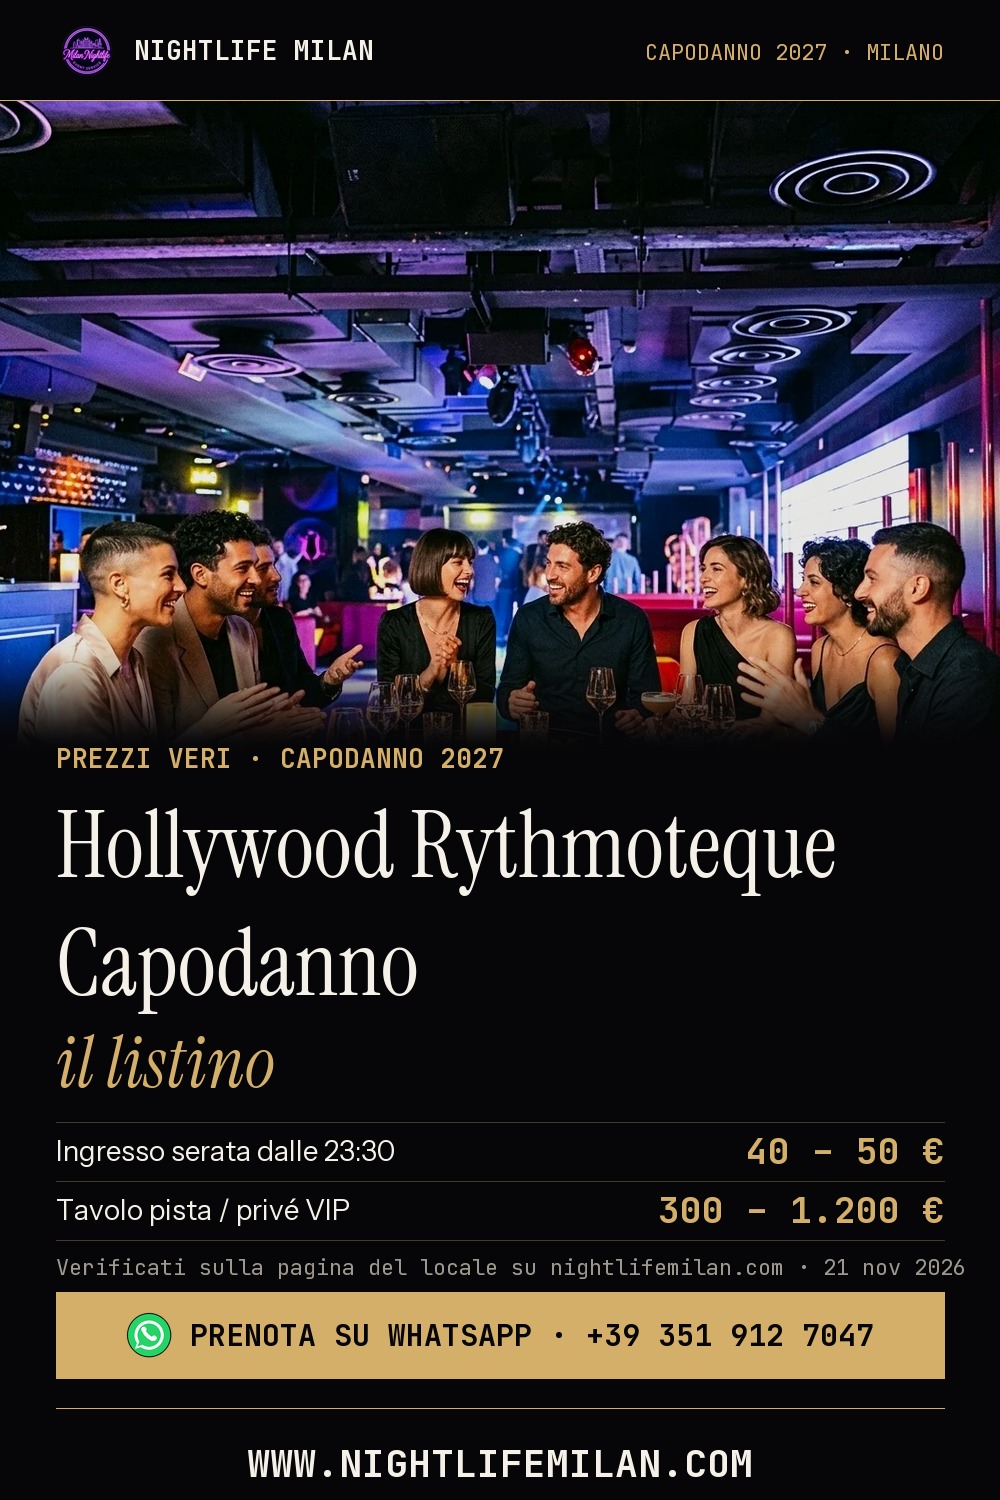 Milan Nightlife
NIGHTLIFE MILAN
CAPODANNO 2027 · MILANO
PREZZI VERI · CAPODANNO 2027
Hollywood Rythmoteque
Capodanno
il listino
Ingresso serata dalle 23:30 40 – 50 €
Tavolo pista / privé VIP 300 – 1.200 €
Verificati sulla pagina del locale su nightlifemilan.com · 21 nov 2026
PRENOTA SU WHATSAPP · +39 351 912 7047
WWW.NIGHTLIFEMILAN.COM